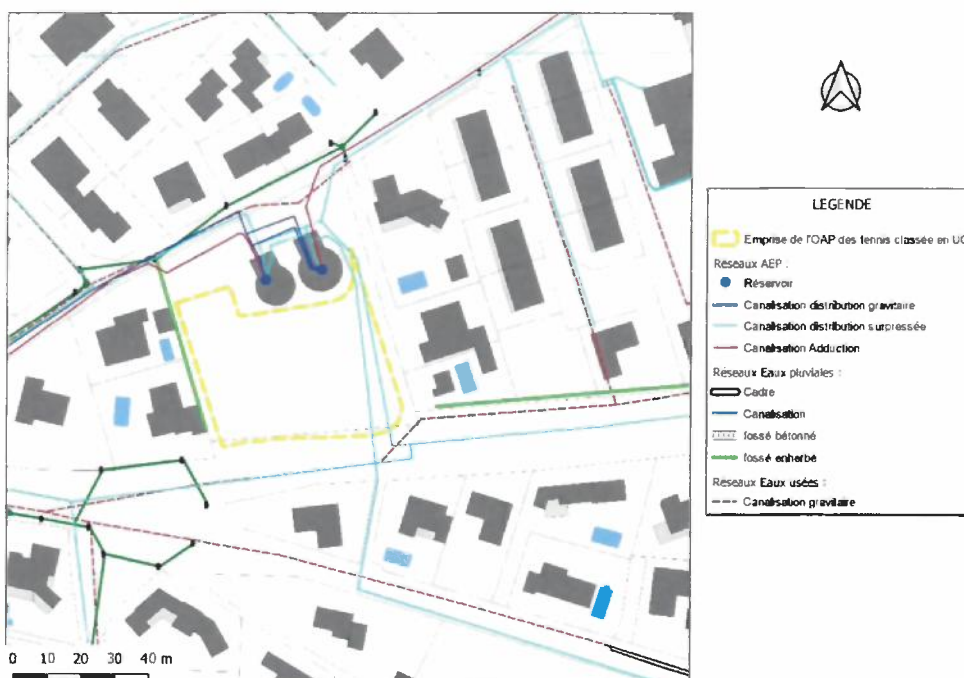 LEGENDE
Emprise de l'OAP des tennis classée en UC
Réseaux AEP :
Réservoir
Canalisation distribution gravitaire
Canalisation distribution surpressée
Canalisation Adduction
Réseaux Eaux pluviales :
Cadre
Canalisation
fossé bétonné
fossé enherbé
Réseaux Eaux usées :
Canalisation gravitaire
0 10 20 30 40 m